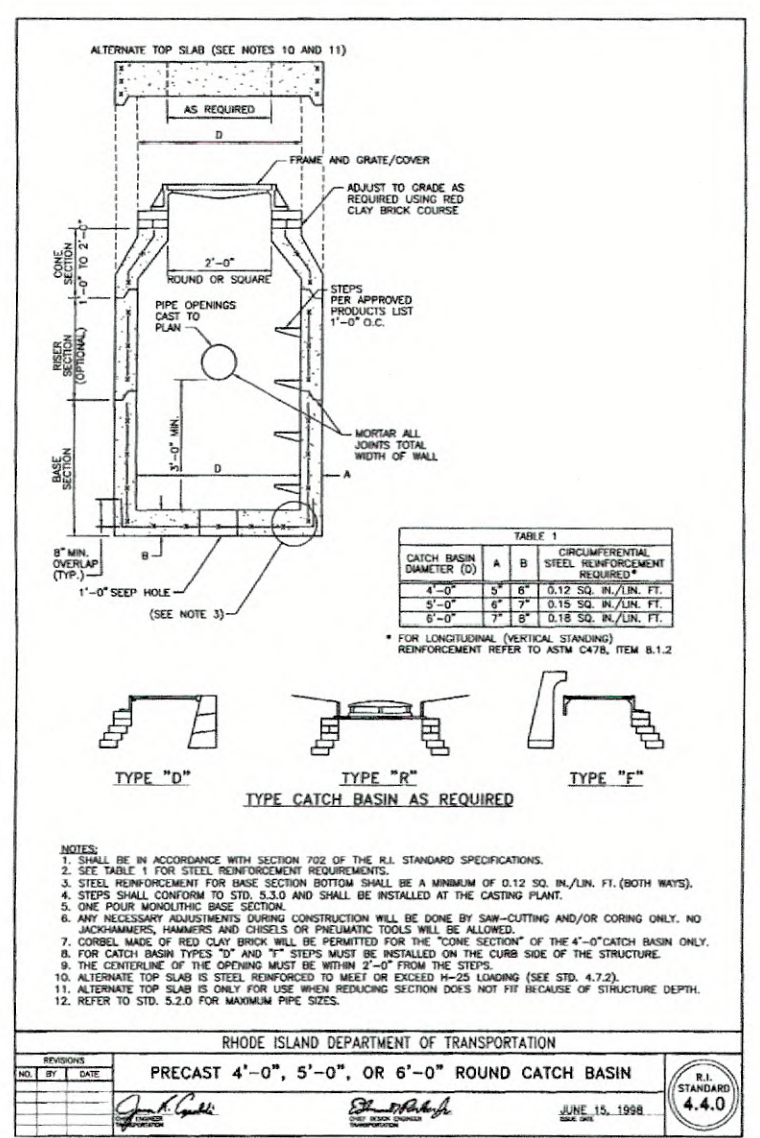 ALTERNATE TOP SLAB (SEE NOTES 10 AND 11)
AS REQUIRED
D
FRAME AND GRATE/COVER
ADJUST TO GRADE AS
REQUIRED USING RED
CLAY BRICK COURSE
CONE
SECTION
1'-0" TO 2'-0"
2'-0"
ROUND OR SQUARE
STEPS
PER APPROVED
PRODUCTS LIST
1'-0" O.C.
PIPE OPENINGS
CAST TO
PLAN
RISER
SECTION
(OPTIONAL)
MORTAR ALL
JOINTS TOTAL
WIDTH OF WALL
3'-0" MIN.
D
A
BASE
SECTION
8" MIN.
OVERLAP
(TYP.)
B
1'-0" SEEP HOLE
(SEE NOTE 3)
TABLE 1
CATCH BASIN DIAMETER (D) A B CIRCUMFERENTIAL STEEL REINFORCEMENT REQUIRED*
4'-0" 5" 6" 0.12 SQ. IN./LIN. FT.
5'-0" 6" 7" 0.15 SQ. IN./LIN. FT.
6'-0" 7" 8" 0.18 SQ. IN./LIN. FT.
* FOR LONGITUDINAL (VERTICAL STANDING)
REINFORCEMENT REFER TO ASTM C478, ITEM 8.1.2
TYPE "D" TYPE "R" TYPE "F"
TYPE CATCH BASIN AS REQUIRED
NOTES:
1. SHALL BE IN ACCORDANCE WITH SECTION 702 OF THE R.I. STANDARD SPECIFICATIONS.
2. SEE TABLE 1 FOR STEEL REINFORCEMENT REQUIREMENTS.
3. STEEL REINFORCEMENT FOR BASE SECTION BOTTOM SHALL BE A MINIMUM OF 0.12 SQ. IN./LIN. FT. (BOTH WAYS).
4. STEPS SHALL CONFORM TO STD. 5.3.0 AND SHALL BE INSTALLED AT THE CASTING PLANT.
5. ONE POUR MONOLITHIC BASE SECTION.
6. ANY NECESSARY ADJUSTMENTS DURING CONSTRUCTION WILL BE DONE BY SAW-CUTTING AND/OR CORING ONLY. NO
JACKHAMMERS, HAMMERS AND CHISELS OR PNEUMATIC TOOLS WILL BE ALLOWED.
7. CORBEL MADE OF RED CLAY BRICK WILL BE PERMITTED FOR THE "CONE SECTION" OF THE 4'-0" CATCH BASIN ONLY.
8. FOR CATCH BASIN TYPES "D" AND "F" STEPS MUST BE INSTALLED ON THE CURB SIDE OF THE STRUCTURE.
9. THE CENTERLINE OF THE OPENING MUST BE WITHIN 2'-0" FROM THE STEPS.
10. ALTERNATE TOP SLAB IS STEEL REINFORCED TO MEET OR EXCEED H-25 LOADING (SEE STD. 4.7.2).
11. ALTERNATE TOP SLAB IS ONLY FOR USE WHEN REDUCING SECTION DOES NOT FIT BECAUSE OF STRUCTURE DEPTH.
12. REFER TO STD. 5.2.0 FOR MAXIMUM PIPE SIZES.
RHODE ISLAND DEPARTMENT OF TRANSPORTATION
REVISIONS
NO. BY DATE
PRECAST 4'-0", 5'-0", OR 6'-0" ROUND CATCH BASIN
CHIEF ENGINEER
TRANSPORTATION
CHIEF DESIGN ENGINEER
TRANSPORTATION
JUNE 15, 1998
ISSUE DATE
R.I.
STANDARD
4.4.0